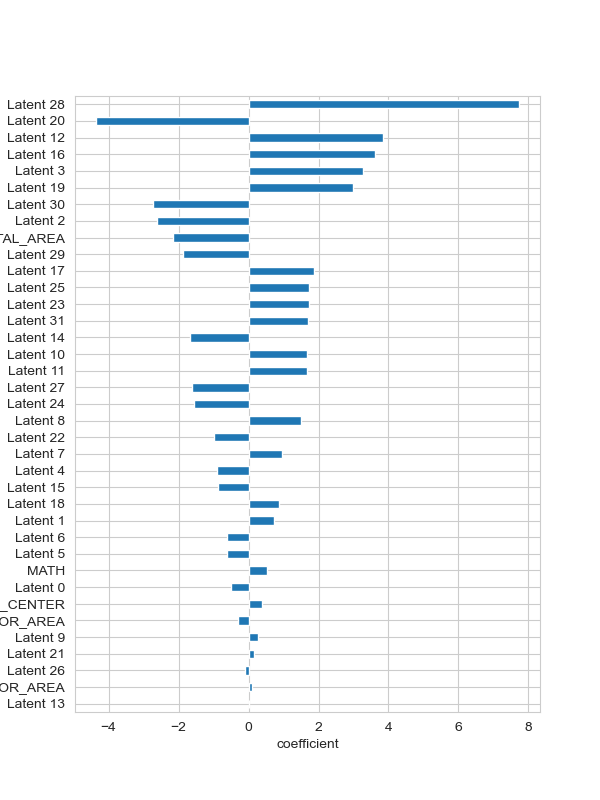 Latent 28
Latent 20
Latent 12
Latent 16
Latent 3
Latent 19
Latent 30
Latent 2
TAL_AREA
Latent 29
Latent 17
Latent 25
Latent 23
Latent 31
Latent 14
Latent 10
Latent 11
Latent 27
Latent 24
Latent 8
Latent 22
Latent 7
Latent 4
Latent 15
Latent 18
Latent 1
Latent 6
Latent 5
MATH
Latent 0
_CENTER
OR_AREA
Latent 9
Latent 21
Latent 26
OR_AREA
Latent 13
−4 −2 0 2 4 6 8
coefficient